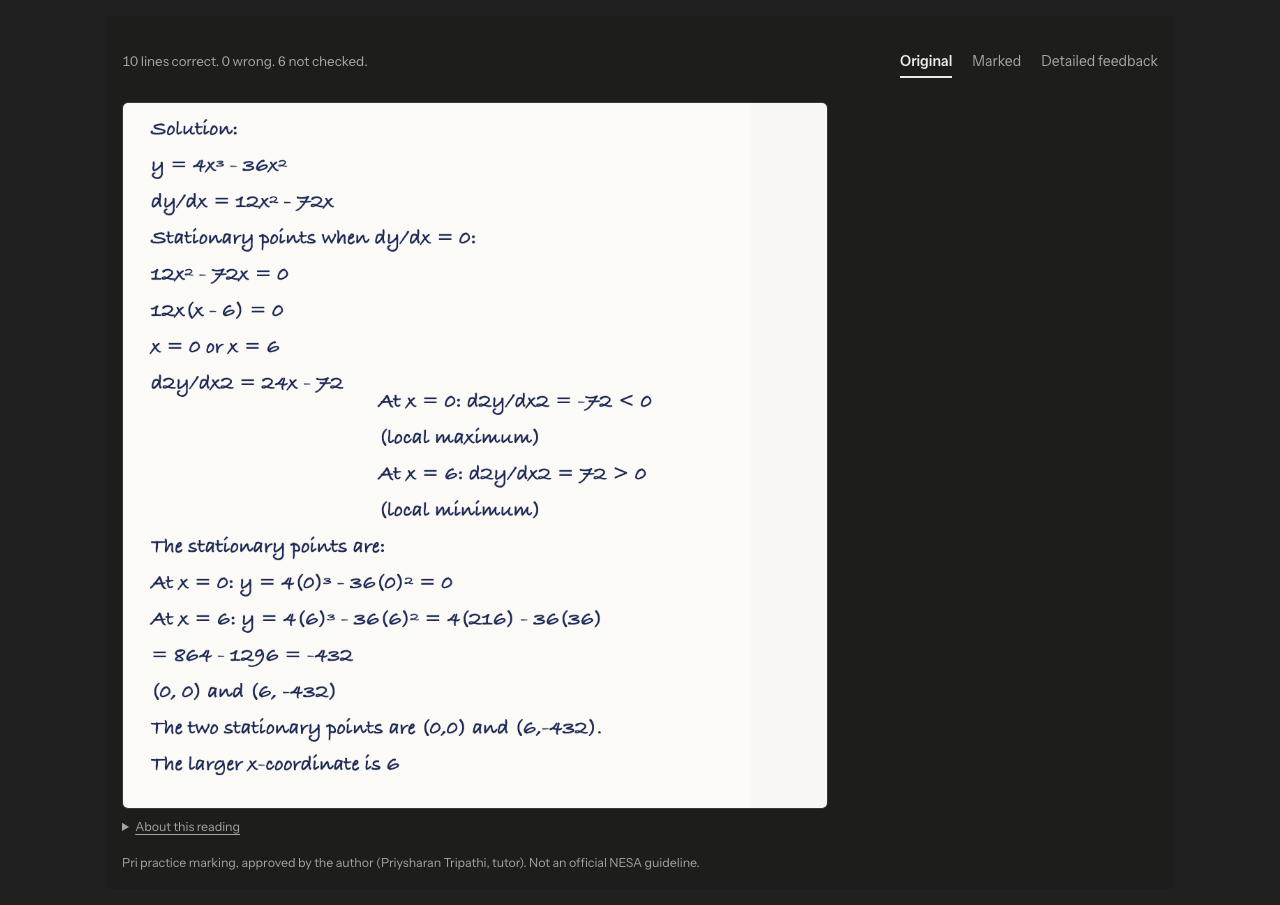 10 lines correct. 0 wrong. 6 not checked.
Original Marked Detailed feedback
Solution:
y = 4x³ - 36x²
dy/dx = 12x² - 72x
Stationary points when dy/dx = 0:
12x² - 72x = 0
12x(x - 6) = 0
x = 0 or x = 6
d2y/dx2 = 24x - 72
At x = 0: d2y/dx2 = -72 < 0
(local maximum)
At x = 6: d2y/dx2 = 72 > 0
(local minimum)
The stationary points are:
At x = 0: y = 4(0)³ - 36(0)² = 0
At x = 6: y = 4(6)³ - 36(6)² = 4(216) - 36(36)
= 864 - 1296 = -432
(0, 0) and (6, -432)
The two stationary points are (0,0) and (6,-432).
The larger x-coordinate is 6
About this reading
Pri practice marking, approved by the author (Priysharan Tripathi, tutor). Not an official NESA guideline.